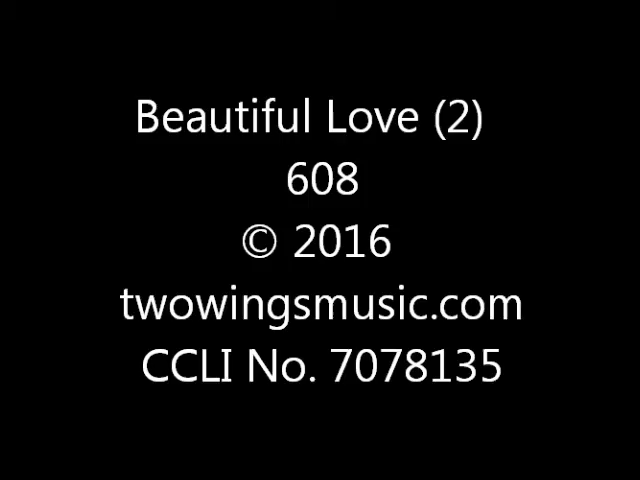 Beautiful Love (2)
608
© 2016
twowingsmusic.com
CCLI No. 7078135